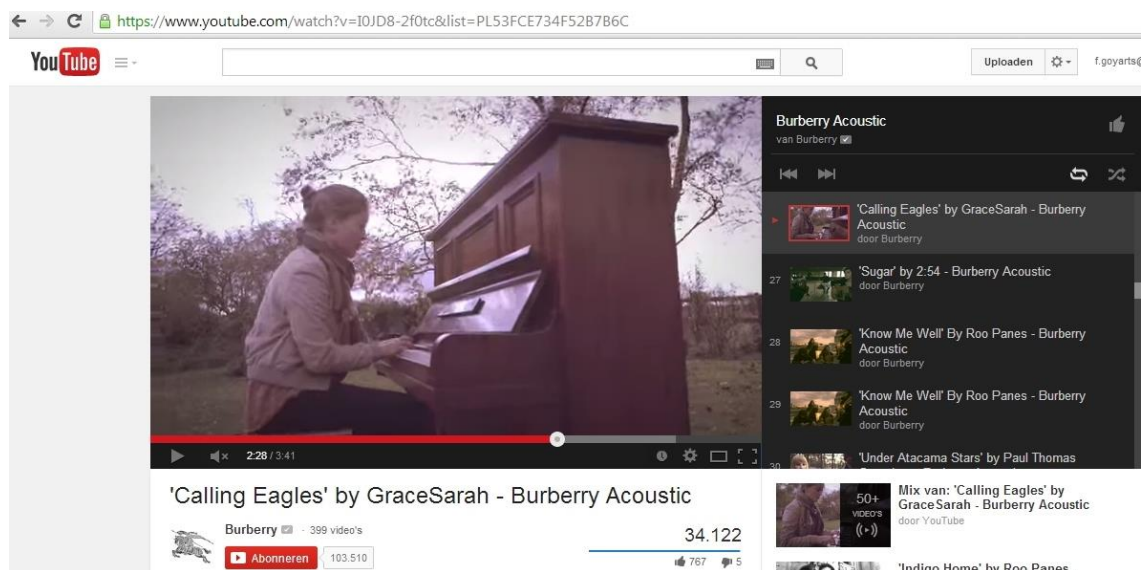 https://www.youtube.com/watch?v=I0JD8-2f0tc&list=PL53FCE734F52B7B6C
YouTube
Uploaden
f.goyarts@
Burberry Acoustic
van Burberry
'Calling Eagles' by GraceSarah - Burberry
Acoustic
door Burberry
27
'Sugar' by 2:54 - Burberry Acoustic
door Burberry
28
'Know Me Well' By Roo Panes - Burberry
Acoustic
door Burberry
29
'Know Me Well' By Roo Panes - Burberry
Acoustic
door Burberry
30
'Under Atacama Stars' by Paul Thomas
2:28 / 3:41
'Calling Eagles' by GraceSarah - Burberry Acoustic
Burberry · 399 video's
Abonneren 103.510
34.122
767 5
50+
VIDEO'S
Mix van: 'Calling Eagles' by
GraceSarah - Burberry Acoustic
door YouTube
'Indigo Home' by Roo Panes